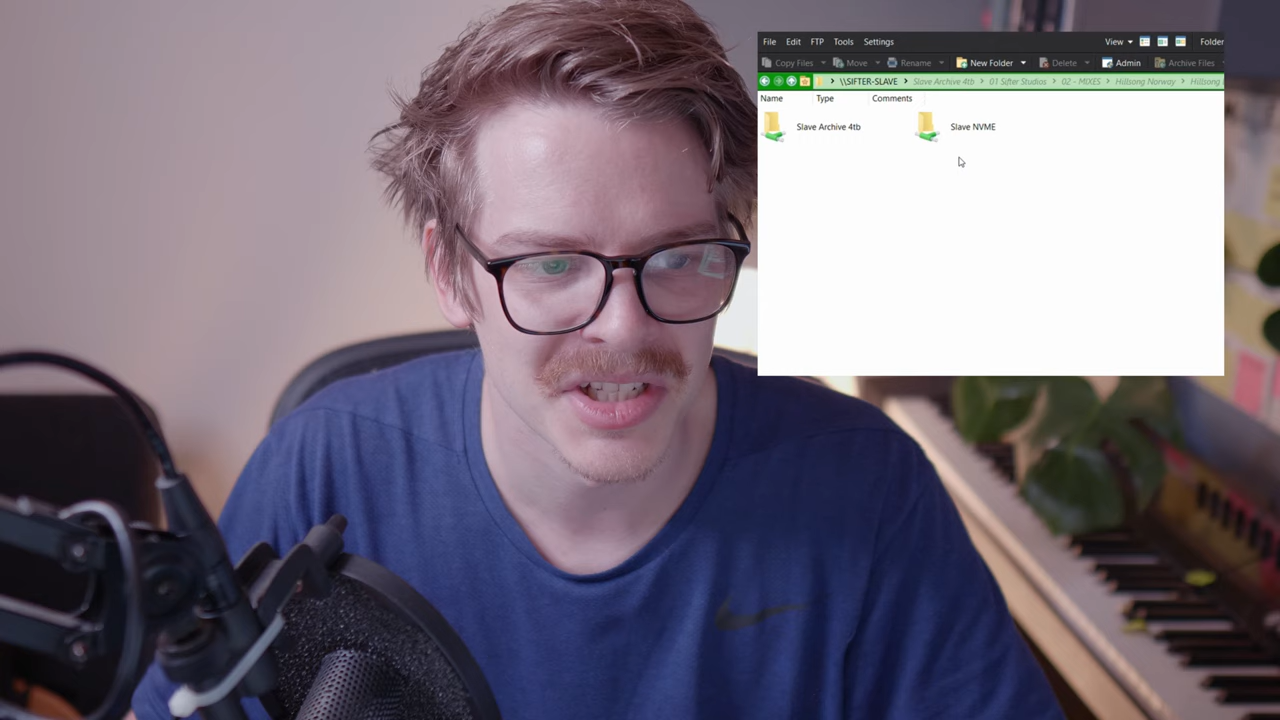 File Edit FTP Tools Settings View Folder
Copy Files Move Rename New Folder Delete Admin Archive Files
\\SIFTER-SLAVE Slave Archive 4tb 01 Sifter Studios 02 - MIXES Hillsong Norway Hillsong
Name Type Comments
Slave Archive 4tb Slave NVME